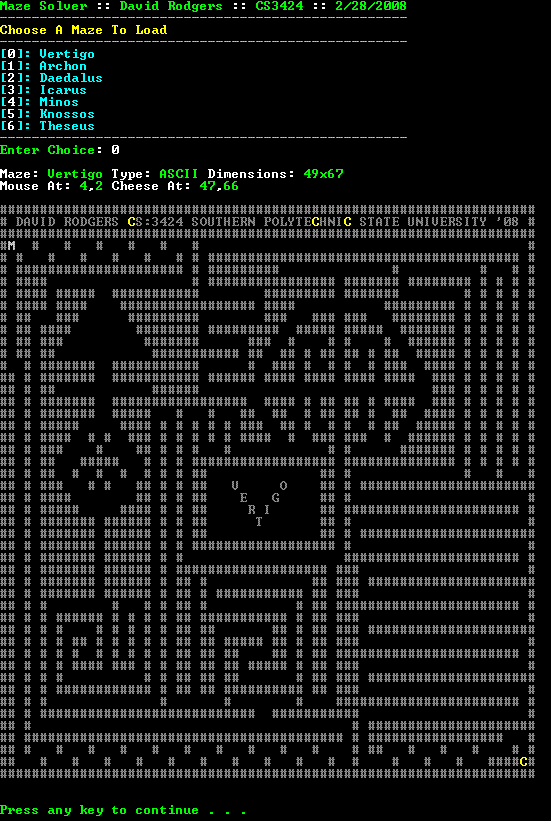 Maze Solver :: David Rodgers :: CS3424 :: 2/28/2008
Choose A Maze To Load
[0]: Vertigo
[1]: Archon
[2]: Daedalus
[3]: Icarus
[4]: Minos
[5]: Knossos
[6]: Theseus
Enter Choice: 0
Maze: Vertigo Type: ASCII Dimensions: 49x67
Mouse At: 4,2 Cheese At: 47,66
# DAVID RODGERS CS:3424 SOUTHERN POLYTECHNIC STATE UNIVERSITY '08 #
M
V O
E G
R I
T
C
Press any key to continue . . .